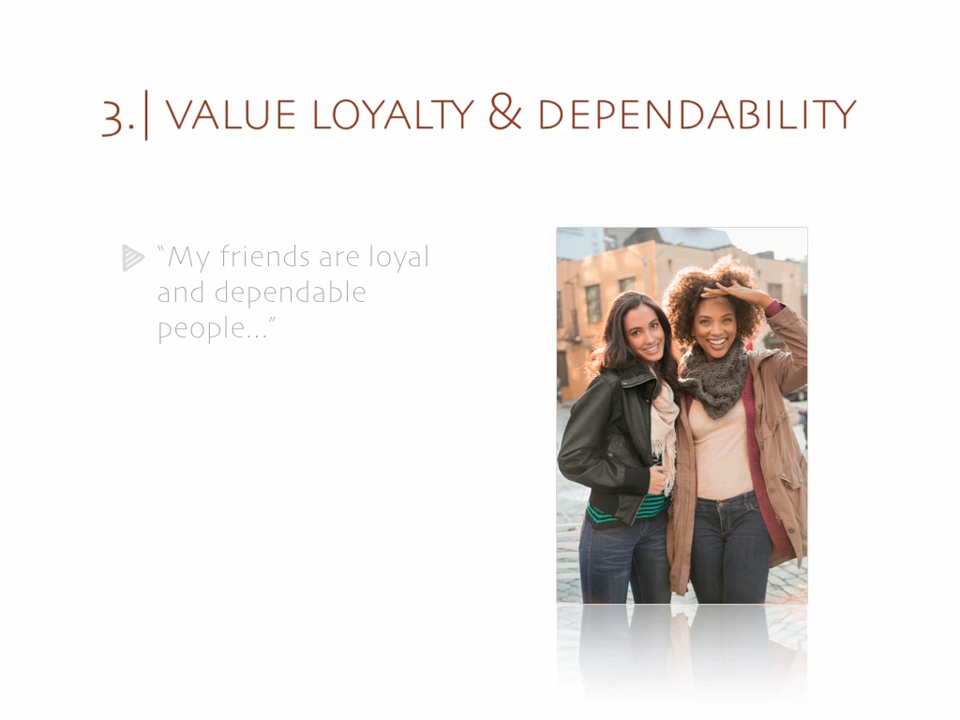 3.| VALUE LOYALTY & DEPENDABILITY
“My friends are loyal
and dependable
people...”